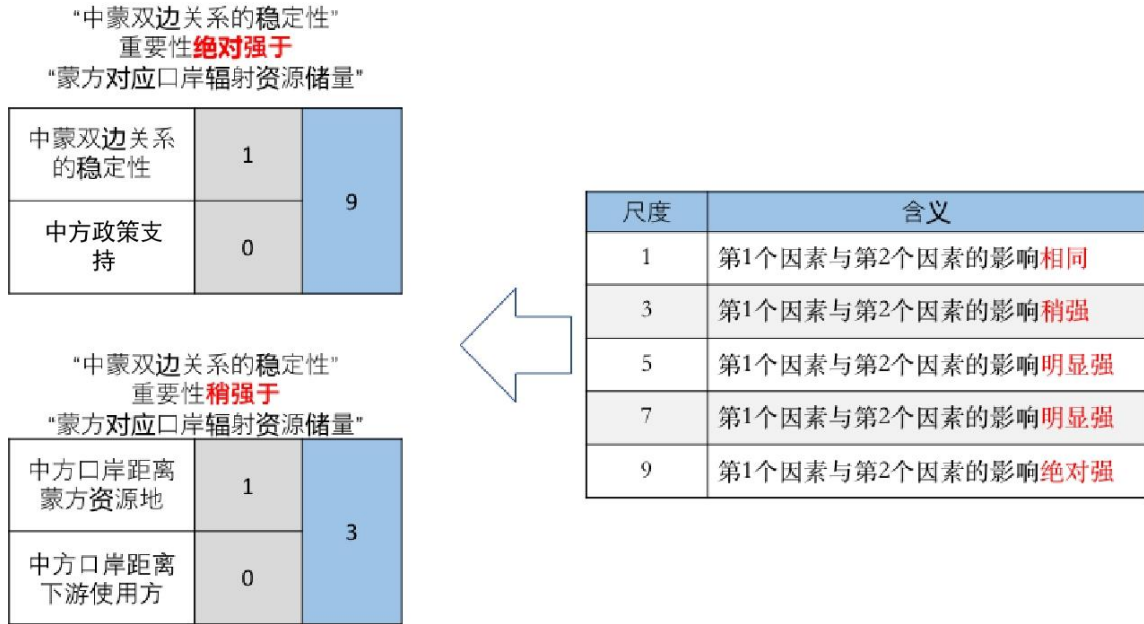 “中蒙双边关系的稳定性”
重要性绝对强于
“蒙方对应口岸辐射资源储量”
中蒙双边关系
的稳定性
1
9
中方政策支
持
0
“中蒙双边关系的稳定性”
重要性稍强于
“蒙方对应口岸辐射资源储量”
中方口岸距离
蒙方资源地
1
3
中方口岸距离
下游使用方
0
尺度
含义
1
第1个因素与第2个因素的影响相同
3
第1个因素与第2个因素的影响稍强
5
第1个因素与第2个因素的影响明显强
7
第1个因素与第2个因素的影响明显强
9
第1个因素与第2个因素的影响绝对强